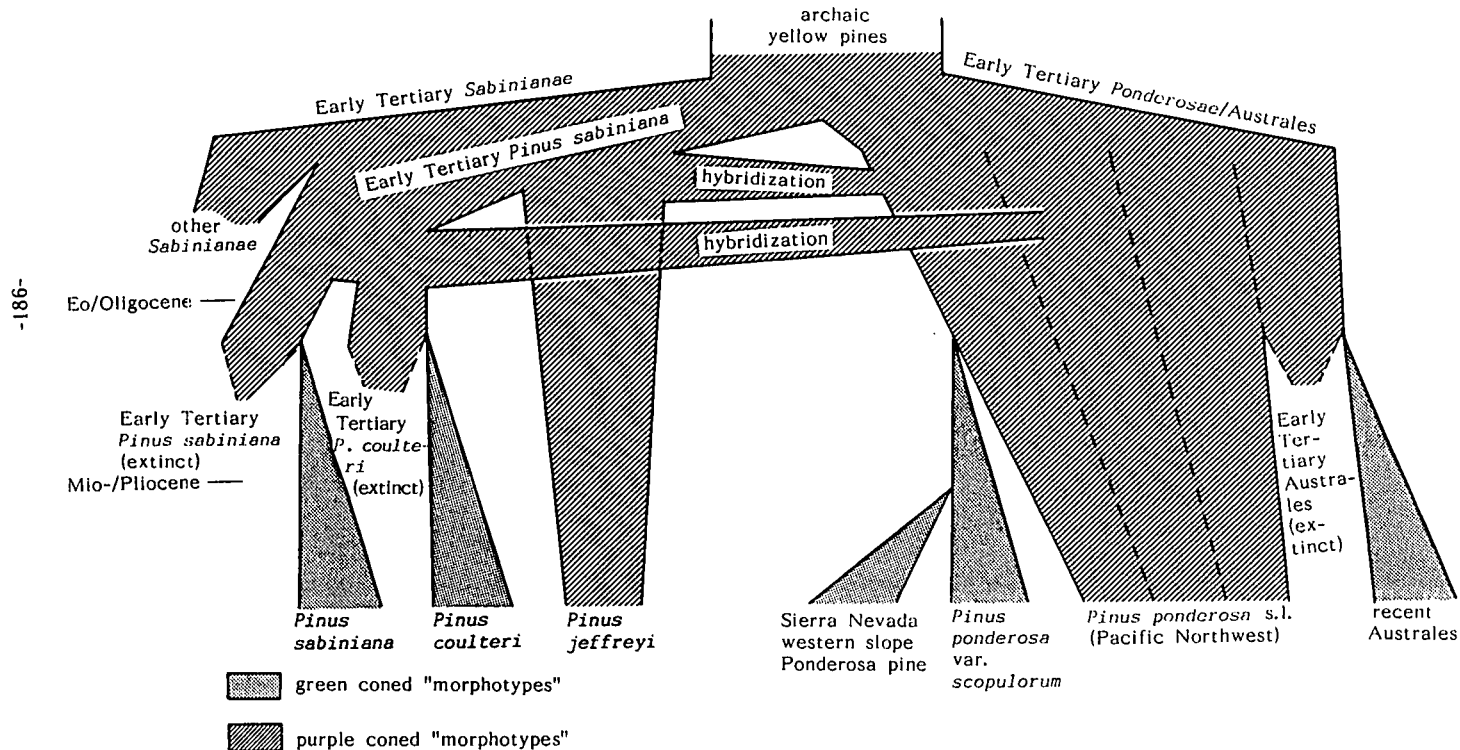 archaic
yellow pines
Early Tertiary Sabinianae
Early Tertiary Ponderosae/Australes
Early Tertiary Pinus sabiniana
hybridization
other
Sabinianae
hybridization
-186-
Eo/Oligocene
Early Tertiary
Pinus sabiniana
(extinct)
Mio-/Pliocene
Early
Tertiary
P. coulte-
ri
(extinct)
Early
Ter-
tiary
Austra-
les
(ex-
tinct)
Pinus
sabiniana
Pinus
coulteri
Pinus
jeffreyi
Sierra Nevada
western slope
Ponderosa pine
Pinus
ponderosa
var.
scopulorum
Pinus ponderosa s.l.
(Pacific Northwest)
recent
Australes
green coned "morphotypes"
purple coned "morphotypes"